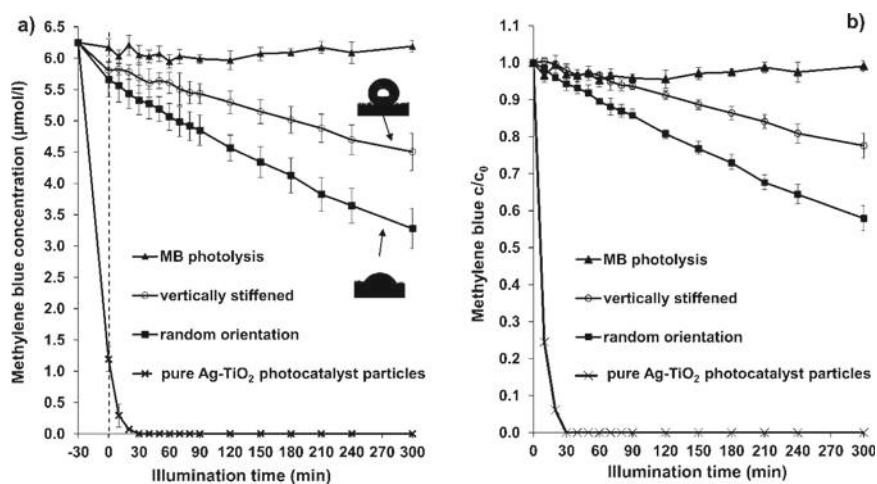 a)
Methylene blue concentration (µmol/l)
6.5
6.0
5.5
5.0
4.5
4.0
3.5
3.0
2.5
2.0
1.5
1.0
0.5
0.0
MB photolysis
vertically stiffened
random orientation
pure Ag-TiO₂ photocatalyst particles
-30 0 30 60 90 120 150 180 210 240 270 300
Illumination time (min)
b)
Methylene blue c/c₀
1.1
1.0
0.9
0.8
0.7
0.6
0.5
0.4
0.3
0.2
0.1
0.0
MB photolysis
vertically stiffened
random orientation
pure Ag-TiO₂ photocatalyst particles
0 30 60 90 120 150 180 210 240 270 300
Illumination time (min)